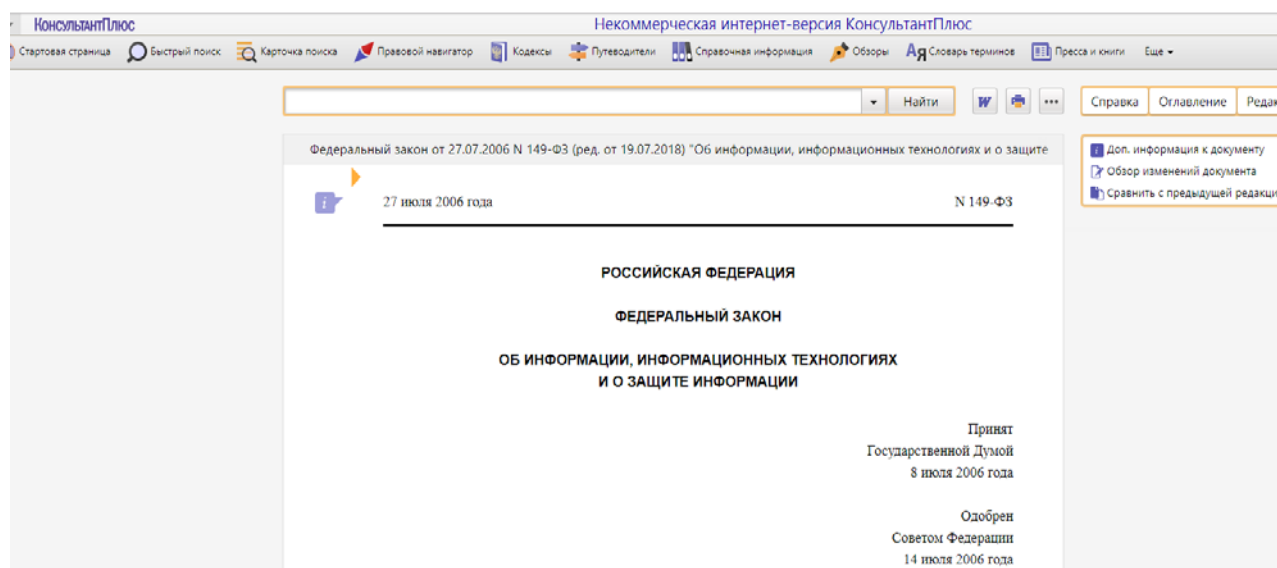 КонсультантПлюс
Некоммерческая интернет-версия КонсультантПлюс
Стартовая страница Быстрый поиск Карточка поиска Правовой навигатор Кодексы Путеводители Справочная информация Обзоры Словарь терминов Пресса и книги Еще
Найти Справка Оглавление
Федеральный закон от 27.07.2006 N 149-ФЗ (ред. от 19.07.2018) "Об информации, информационных технологиях и о защите
Доп. информация к документу
Обзор изменений документа
Сравнить с предыдущей
27 июля 2006 года N 149-ФЗ
РОССИЙСКАЯ ФЕДЕРАЦИЯ
ФЕДЕРАЛЬНЫЙ ЗАКОН
ОБ ИНФОРМАЦИИ, ИНФОРМАЦИОННЫХ ТЕХНОЛОГИЯХ
И О ЗАЩИТЕ ИНФОРМАЦИИ
Принят
Государственной Думой
8 июля 2006 года
Одобрен
Советом Федерации
14 июля 2006 года